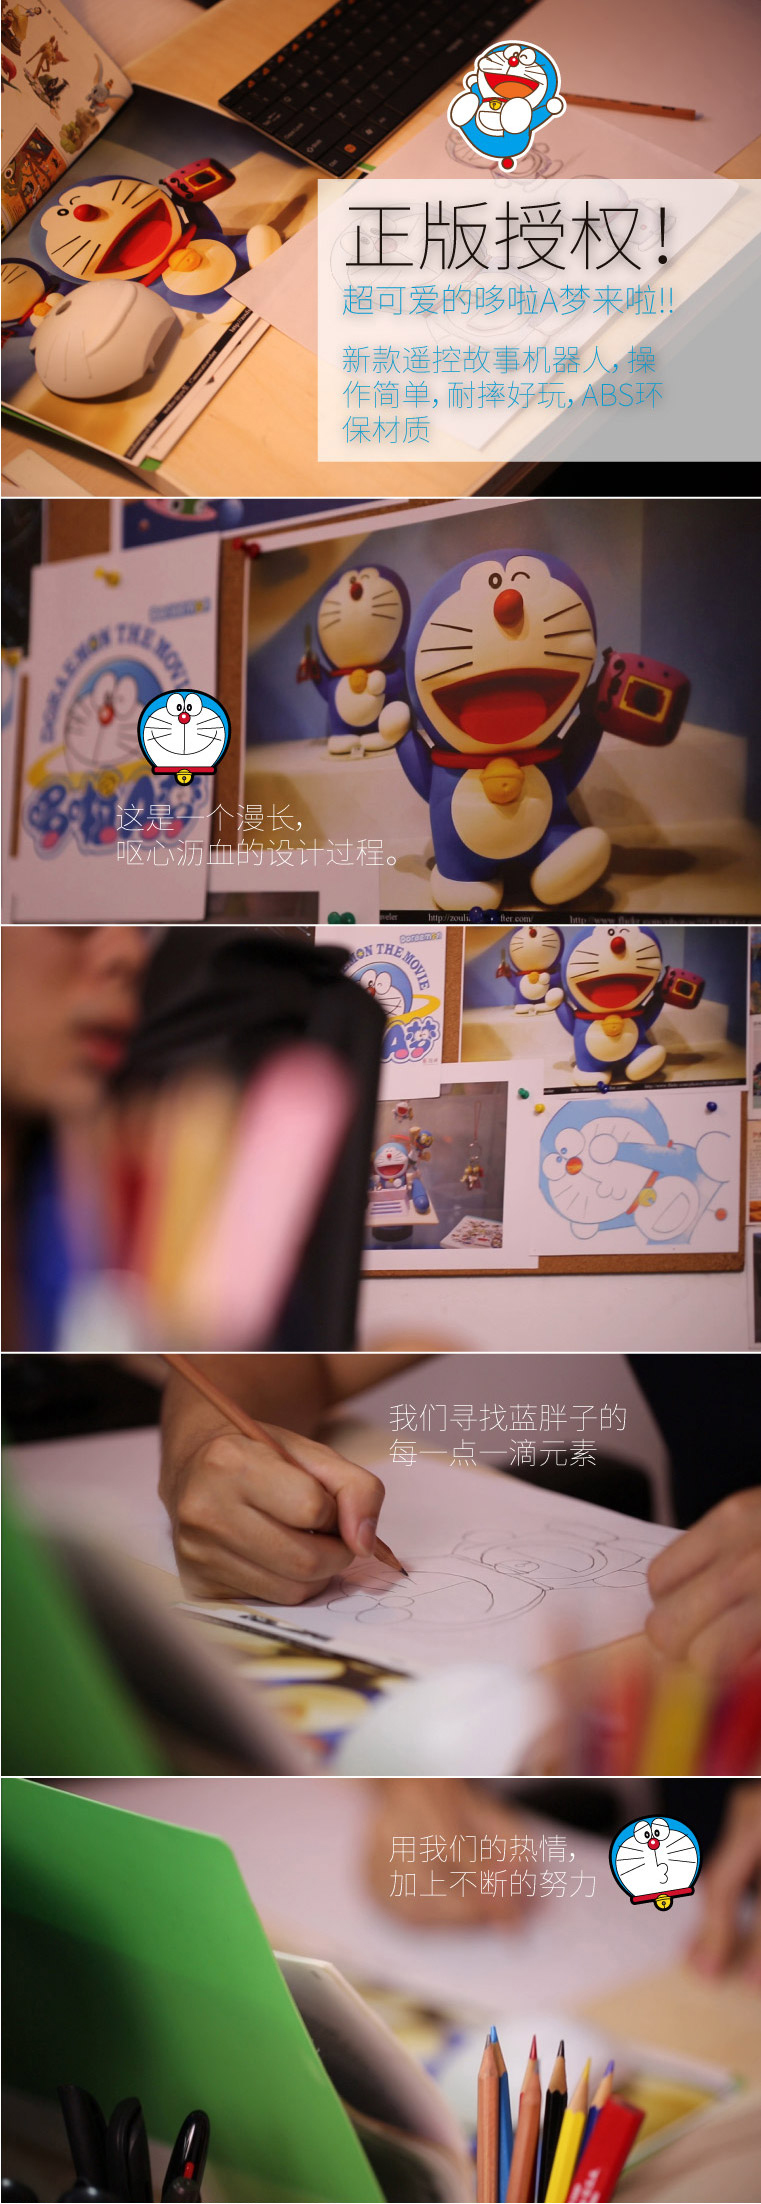 正版授权!
超可爱的哆啦A梦来啦!!
新款遥控故事机器人, 操
作简单, 耐摔好玩, ABS环
保材质
DORAEMON THE MOVIE
这是一个漫长,
呕心沥血的设计过程。
我们寻找蓝胖子的
每一点一滴元素
用我们的热情,
加上不断的努力